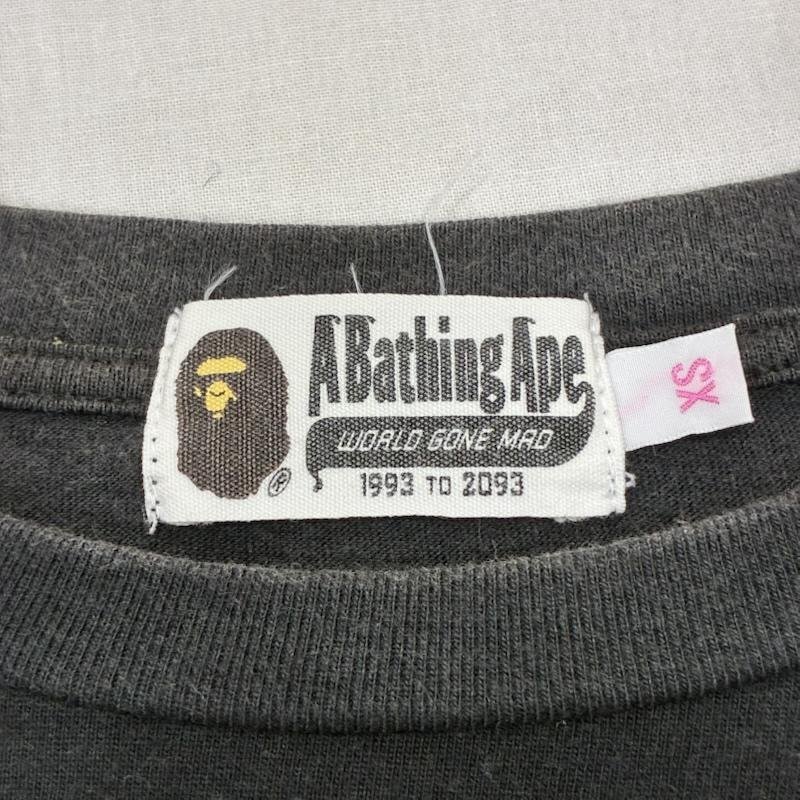 A Bathing Ape
WORLD GONE MAD
1993 TO 2093
®
XS